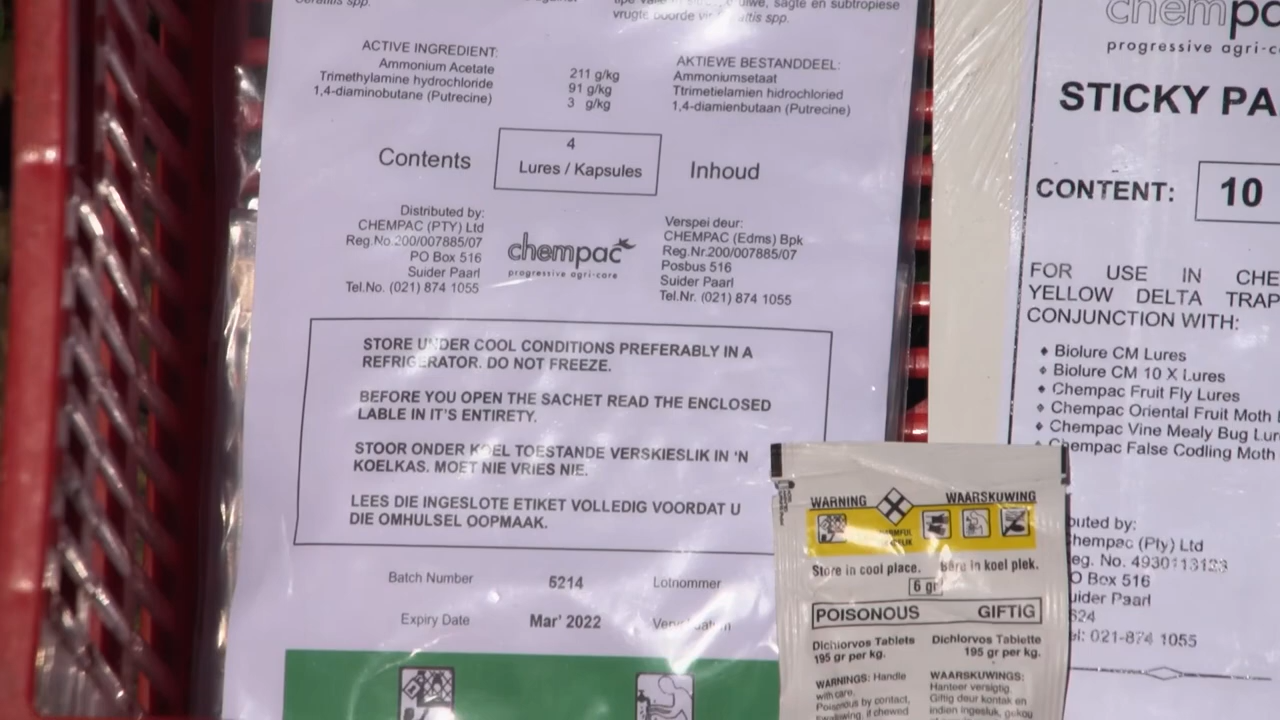 vrugte boorde vir
spp.
ACTIVE INGREDIENT:
Ammonium Acetate 211 g/kg
Trimethylamine hydrochloride 91 g/kg
1,4-diaminobutane (Putrecine) 3 g/kg
AKTIEWE BESTANDDEEL:
Ammoniumsetaat
Ttrimetielamien hidrochloried
1,4-diamienbutaan (Putrecine)
Contents
4
Lures / Kapsules
Inhoud
Distributed by:
CHEMPAC (PTY) Ltd
Reg.No.200/007885/07
PO Box 516
Suider Paarl
Tel.No. (021) 874 1055
chempac
progressive agri-care
Verspei deur:
CHEMPAC (Edms) Bpk
Reg.Nr.200/007885/07
Posbus 516
Suider Paarl
Tel.Nr. (021) 874 1055
STORE UNDER COOL CONDITIONS PREFERABLY IN A
REFRIGERATOR. DO NOT FREEZE.
BEFORE YOU OPEN THE SACHET READ THE ENCLOSED
LABLE IN IT'S ENTIRETY.
STOOR ONDER KOEL TOESTANDE VERSKIESLIK IN 'N
KOELKAS. MOET NIE VRIES NIE.
LEES DIE INGESLOTE ETIKET VOLLEDIG VOORDAT U
DIE OMHULSEL OOPMAAK.
Batch Number 5214 Lotnommer
Expiry Date Mar' 2022
WARNING WAARSKUWING
Store in cool place. Bêre in koel plek.
6 gr
POISONOUS GIFTIG
Dichlorvos Tablets
195 gr per kg.
Dichlorvos Tablette
195 gr per kg.
WARNINGS: Handle
with care.
Poisonous by contact,
if chewed
WAARSKUWINGS:
Hanteer versigtig.
Giftig deur kontak en
indien ingesluk, gekou
chempa
progressive agri-c
STICKY PA
CONTENT: 10
FOR USE IN CHE
YELLOW DELTA TRAP
CONJUNCTION WITH:
Biolure CM Lures
Biolure CM 10 X Lures
Chempac Fruit Fly Lures
Chempac Oriental Fruit Moth
Chempac Vine Mealy Bug Lur
Chempac False Codling Moth
buted by:
hempac (Pty) Ltd
eg. No. 4930113123
O Box 516
uider Paarl
624
el: 021-874 1055